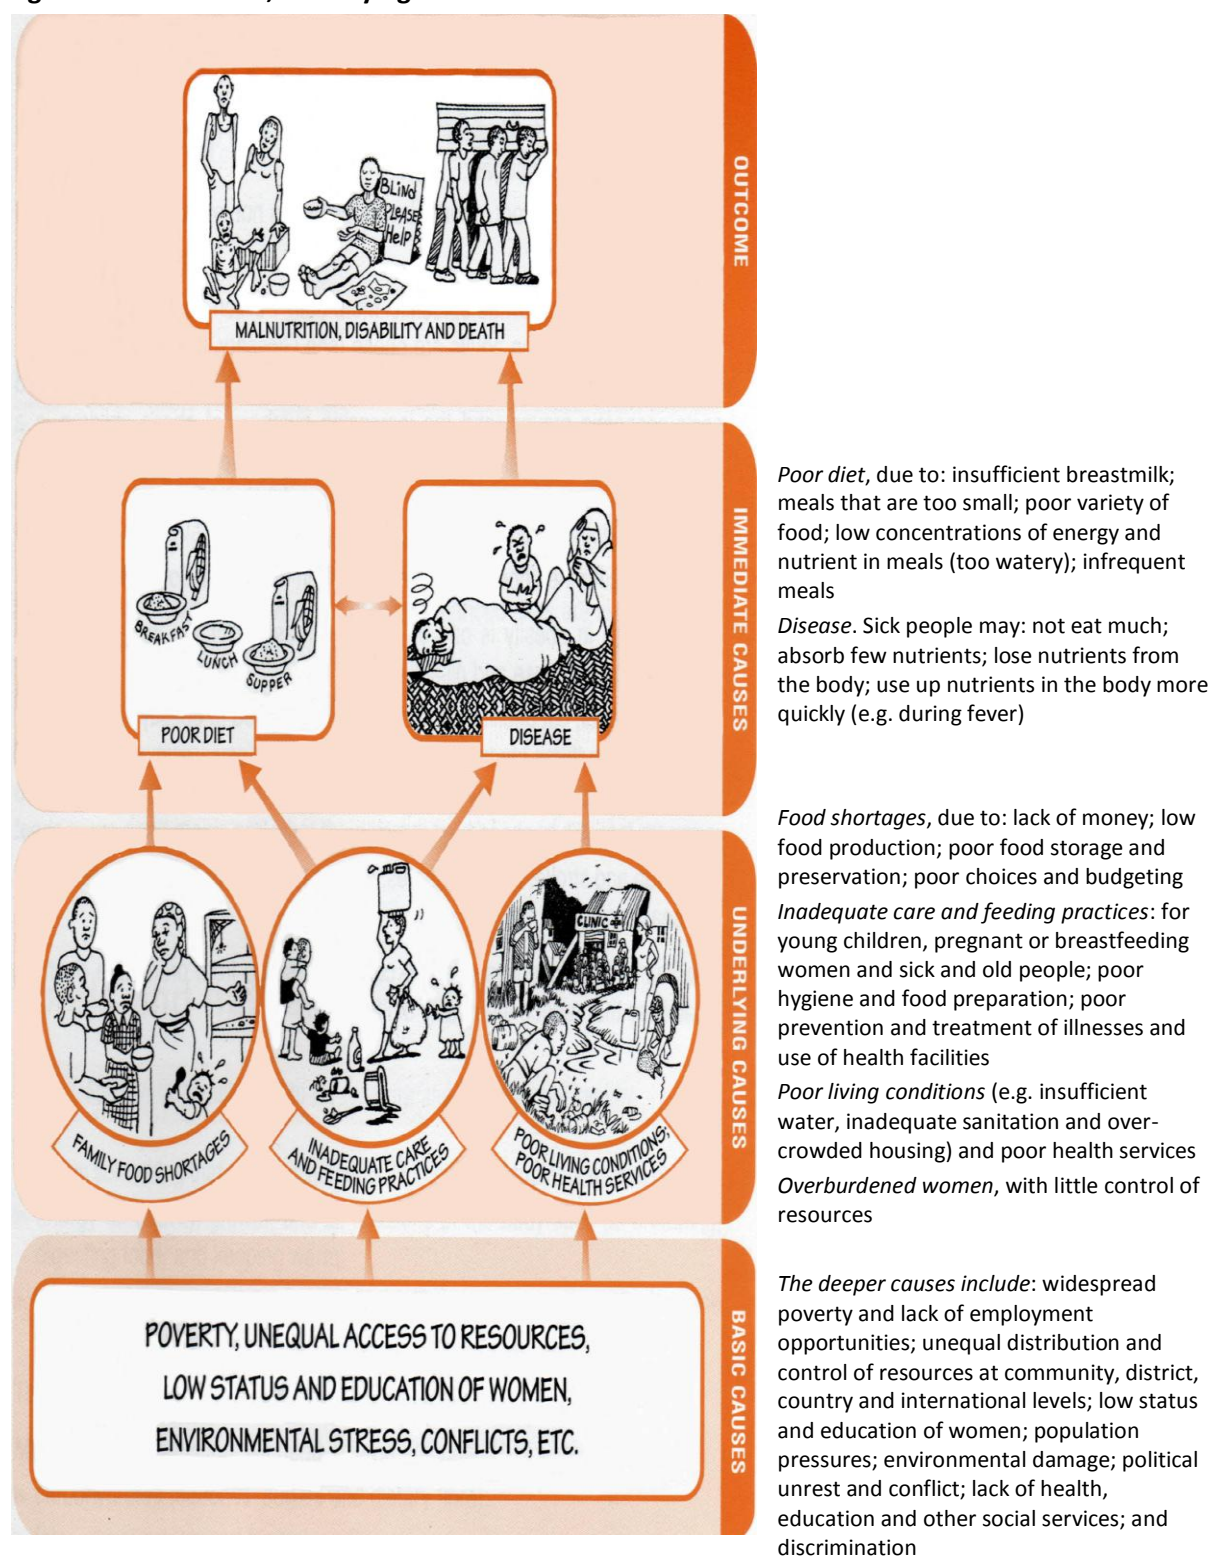 BLiNd
PLEASE
Help
OUTCOME
MALNUTRITION, DISABILITY AND DEATH
BREAKFAST
LUNCH
SUPPER
POOR DIET
DISEASE
IMMEDIATE CAUSES
Poor diet, due to: insufficient breastmilk;
meals that are too small; poor variety of
food; low concentrations of energy and
nutrient in meals (too watery); infrequent
meals
Disease. Sick people may: not eat much;
absorb few nutrients; lose nutrients from
the body; use up nutrients in the body more
quickly (e.g. during fever)
CLINIC
FAMILY FOOD SHORTAGES
INADEQUATE CARE
AND FEEDING PRACTICES
POOR LIVING CONDITIONS;
POOR HEALTH SERVICES
UNDERLYING CAUSES
Food shortages, due to: lack of money; low
food production; poor food storage and
preservation; poor choices and budgeting
Inadequate care and feeding practices: for
young children, pregnant or breastfeeding
women and sick and old people; poor
hygiene and food preparation; poor
prevention and treatment of illnesses and
use of health facilities
Poor living conditions (e.g. insufficient
water, inadequate sanitation and over-
crowded housing) and poor health services
Overburdened women, with little control of
resources
POVERTY, UNEQUAL ACCESS TO RESOURCES,
LOW STATUS AND EDUCATION OF WOMEN,
ENVIRONMENTAL STRESS, CONFLICTS, ETC.
BASIC CAUSES
The deeper causes include: widespread
poverty and lack of employment
opportunities; unequal distribution and
control of resources at community, district,
country and international levels; low status
and education of women; population
pressures; environmental damage; political
unrest and conflict; lack of health,
education and other social services; and
discrimination